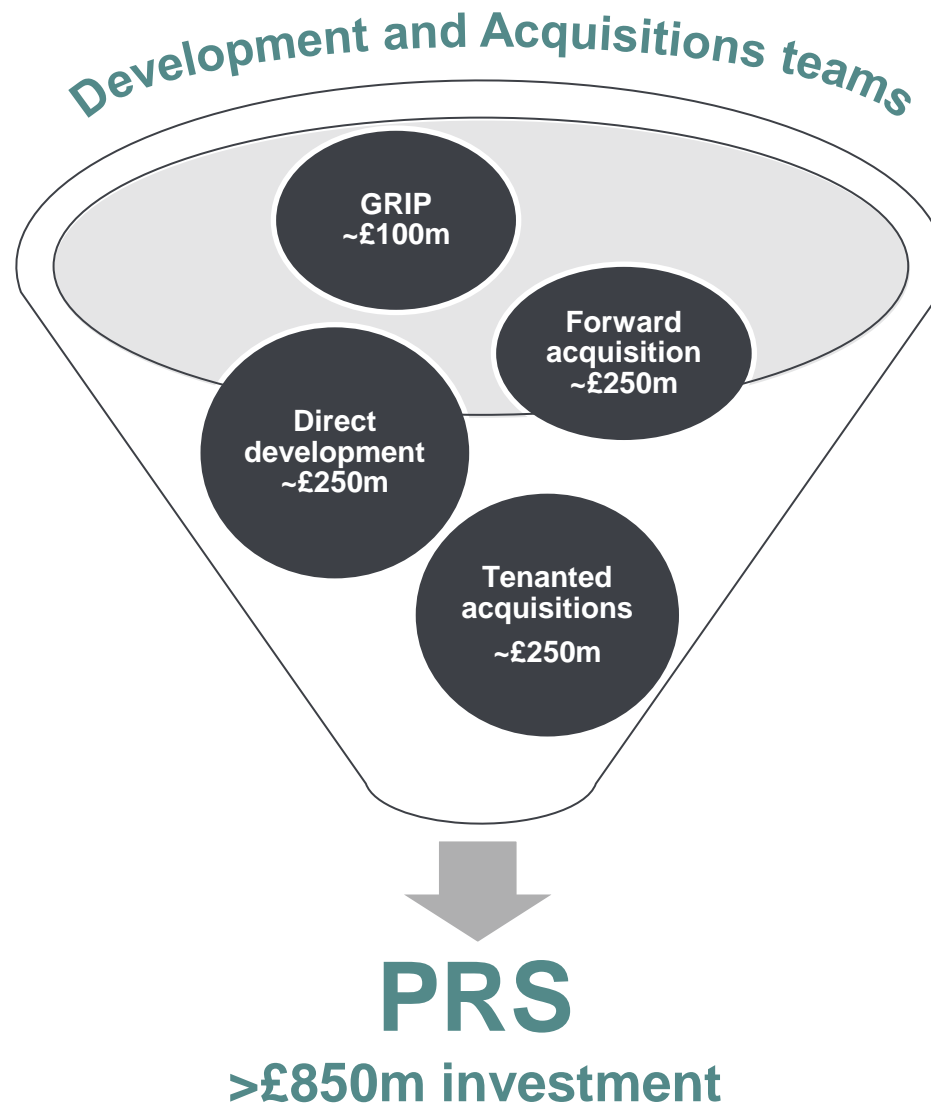 Development and Acquisitions teams
GRIP
~£100m
Forward
acquisition
~£250m
Direct
development
~£250m
Tenanted
acquisitions
~£250m
PRS
>£850m investment